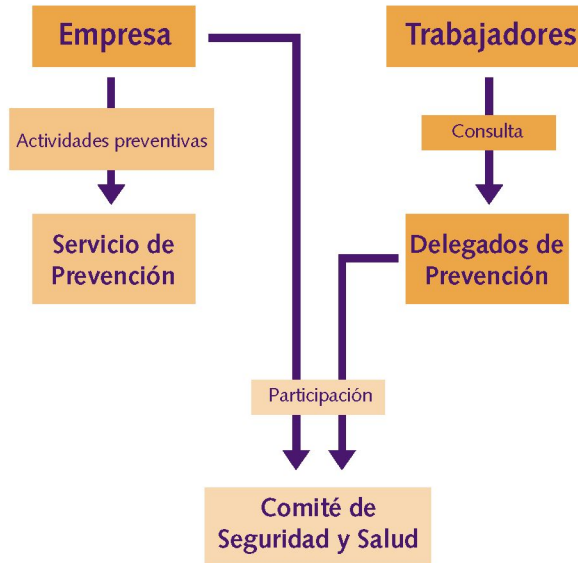 Empresa
Trabajadores
Actividades preventivas
Consulta
Servicio de
Prevención
Delegados de
Prevención
Participación
Comité de
Seguridad y Salud